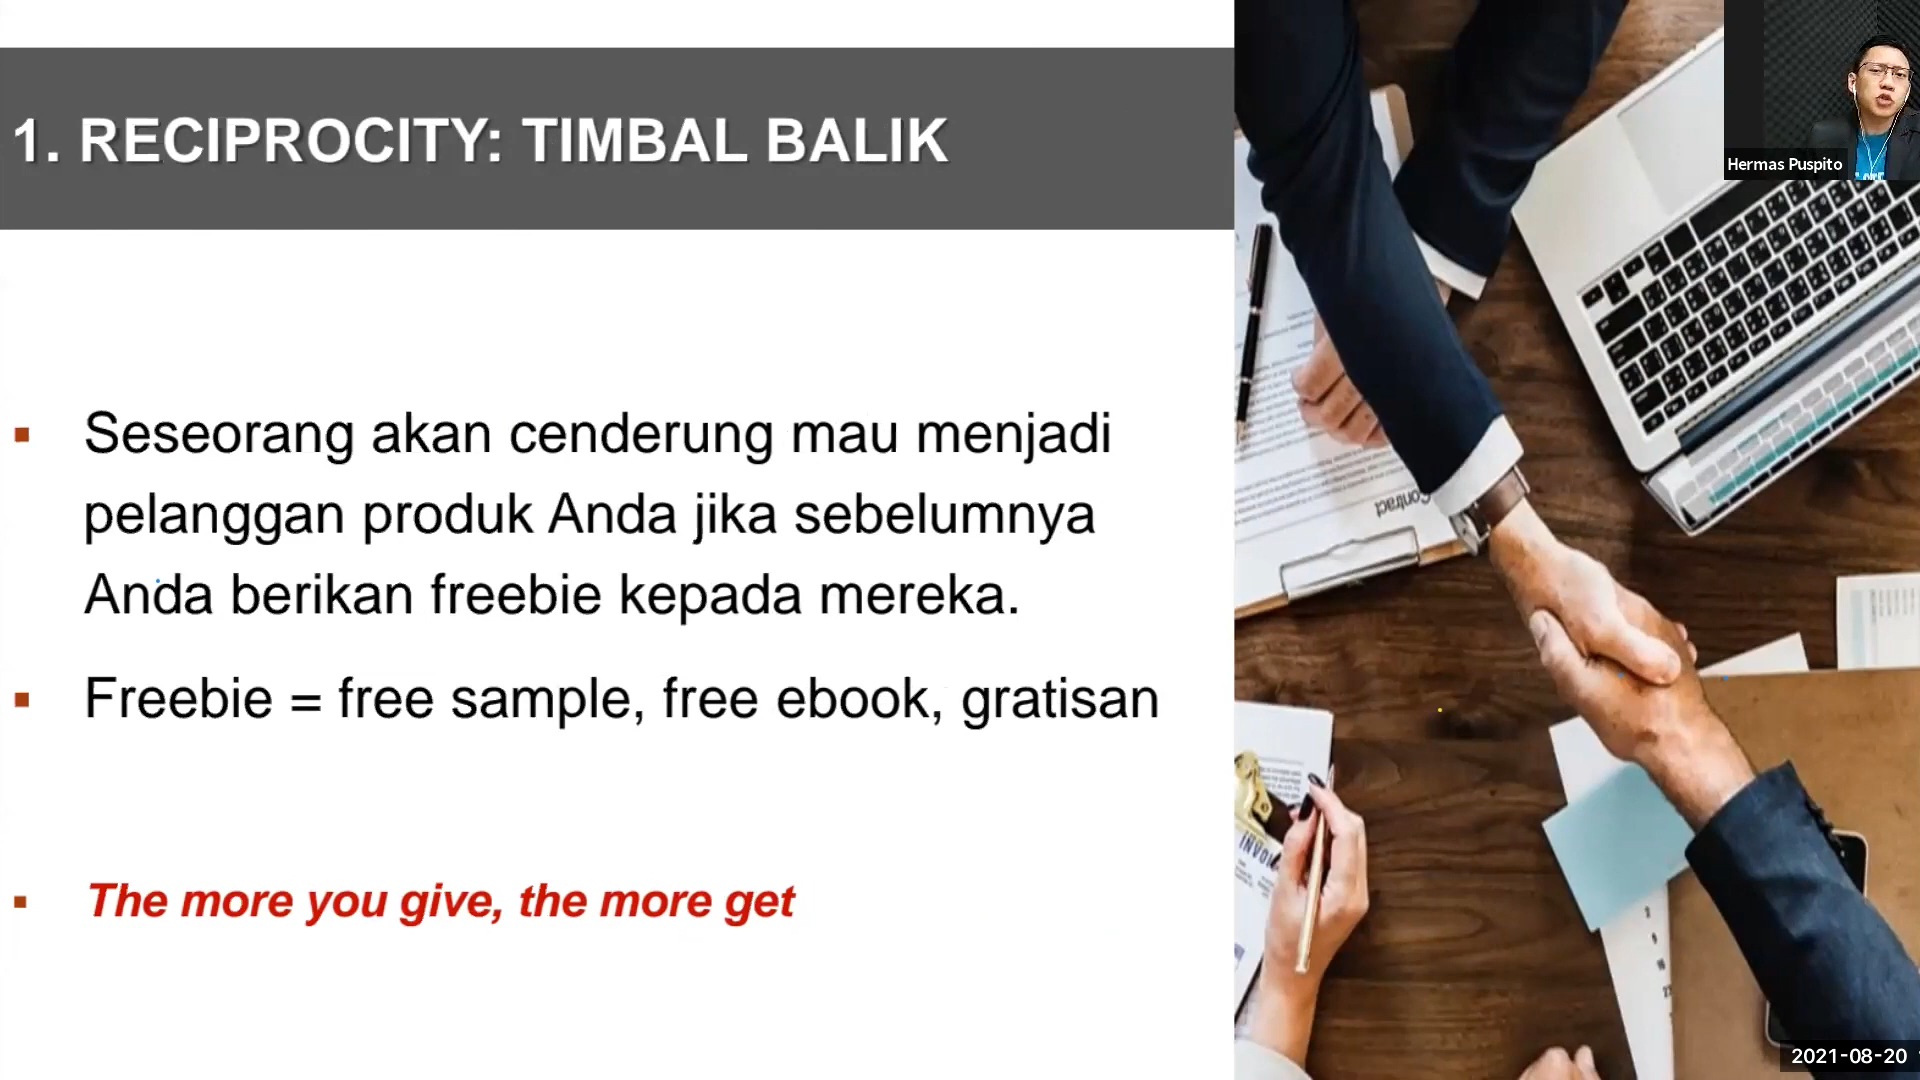 1. RECIPROCITY: TIMBAL BALIK
Seseorang akan cenderung mau menjadi
pelanggan produk Anda jika sebelumnya
Anda berikan freebie kepada mereka.
Freebie = free sample, free ebook, gratisan
The more you give, the more get
Hermas Puspito
Contract
2021-08-20